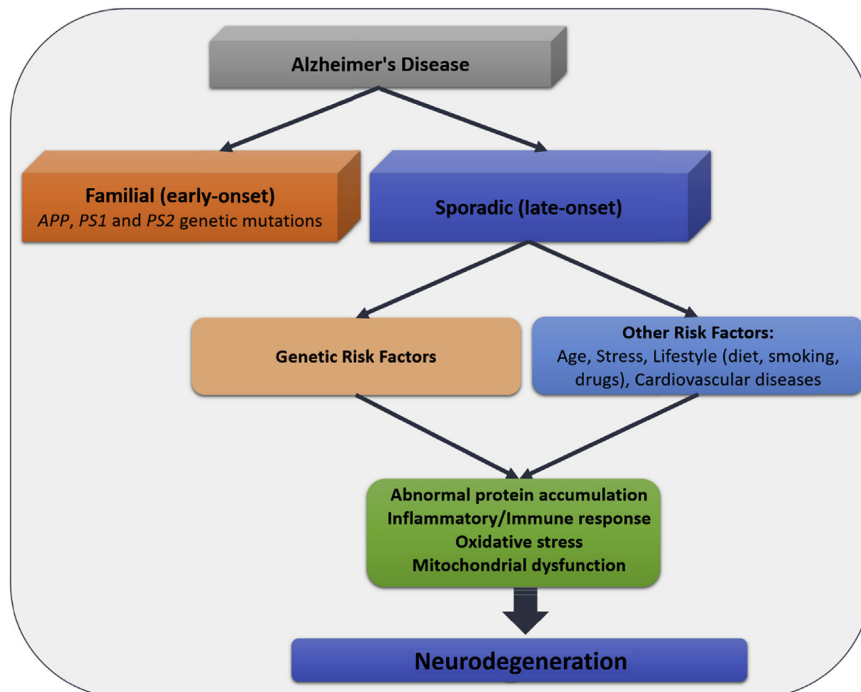 Alzheimer's Disease
Familial (early-onset)
APP, PS1 and PS2 genetic mutations
Sporadic (late-onset)
Genetic Risk Factors
Other Risk Factors:
Age, Stress, Lifestyle (diet, smoking,
drugs), Cardiovascular diseases
Abnormal protein accumulation
Inflammatory/Immune response
Oxidative stress
Mitochondrial dysfunction
Neurodegeneration